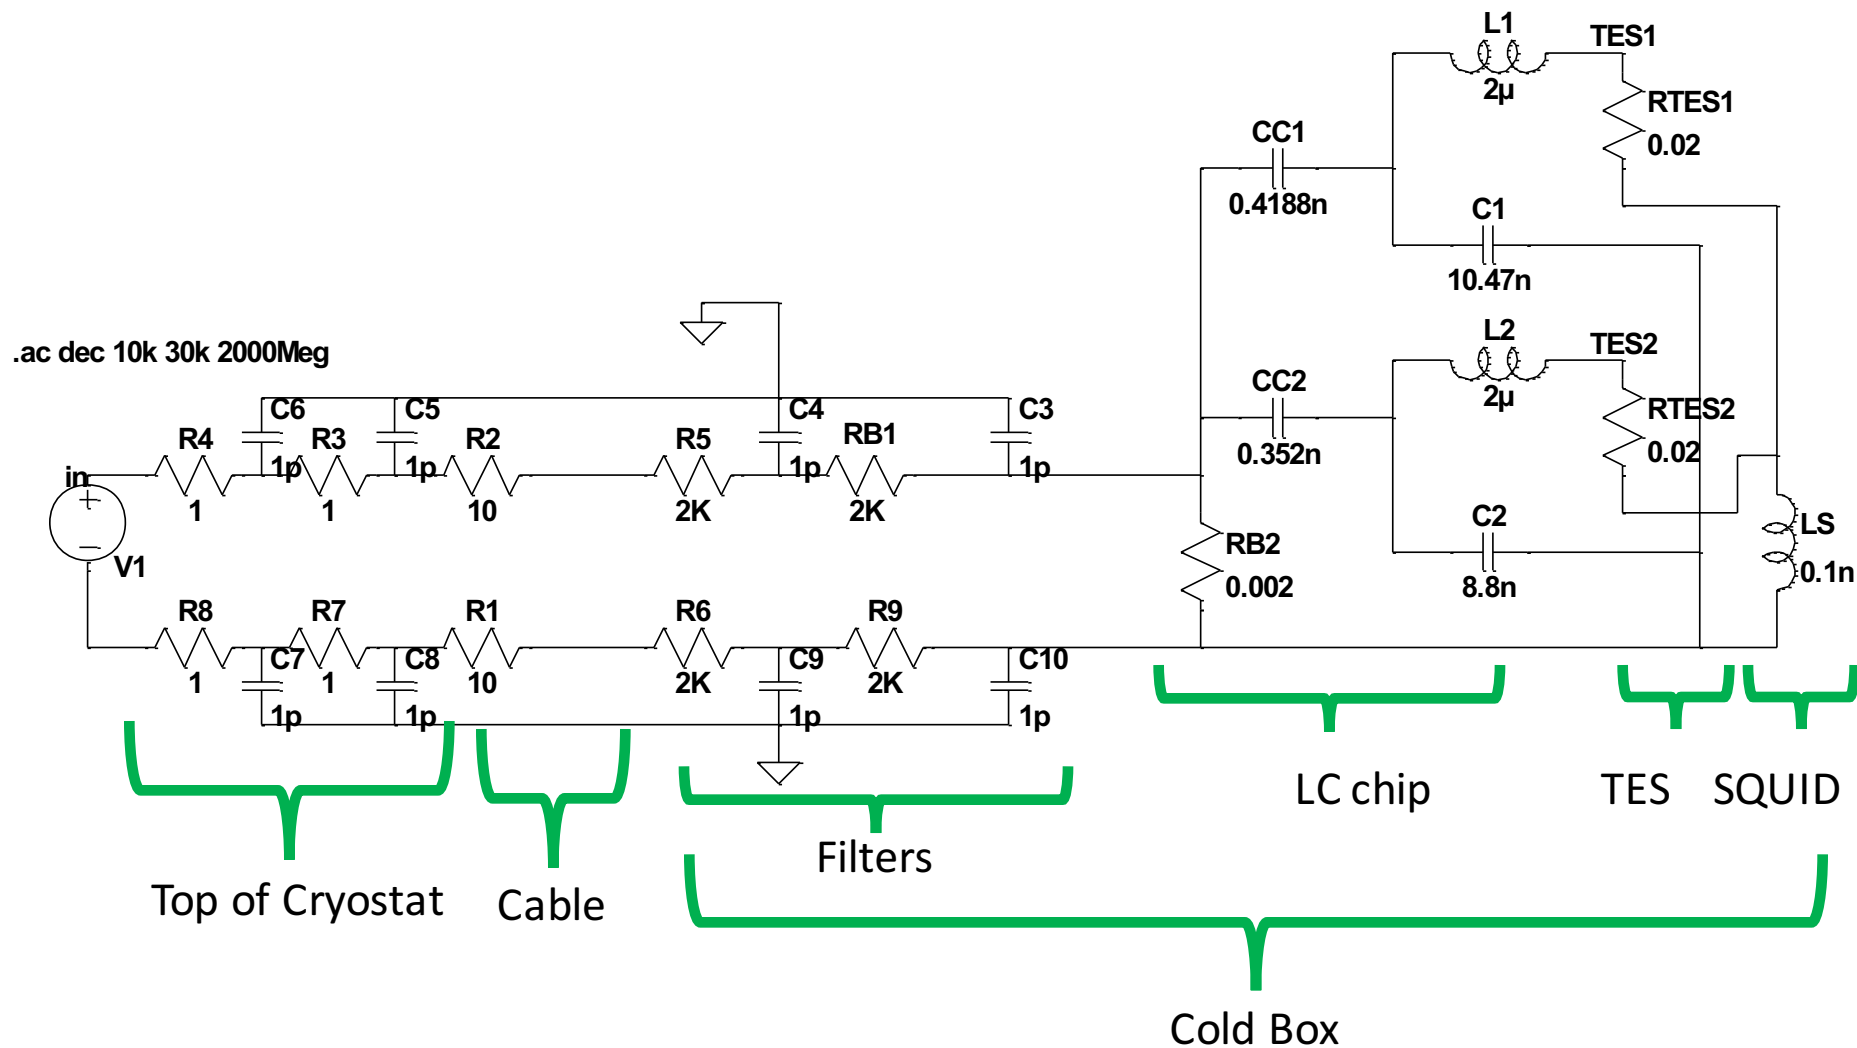 L1
TES1
2µ
RTES1
0.02
CC1
0.4188n
C1
10.47n
L2
TES2
2µ
RTES2
0.02
CC2
0.352n
C2
8.8n
LS
0.1n
RB2
0.002
.ac dec 10k 30k 2000Meg
C6
C5
C4
C3
R4
R3
R2
R5
RB1
in
1p
1p
1p
1p
1
1
10
2K
2K
V1
R8
R7
R1
R6
R9
C7
C8
C9
C10
1
1
10
2K
2K
1p
1p
1p
1p
LC chip
TES
SQUID
Filters
Top of Cryostat
Cable
Cold Box